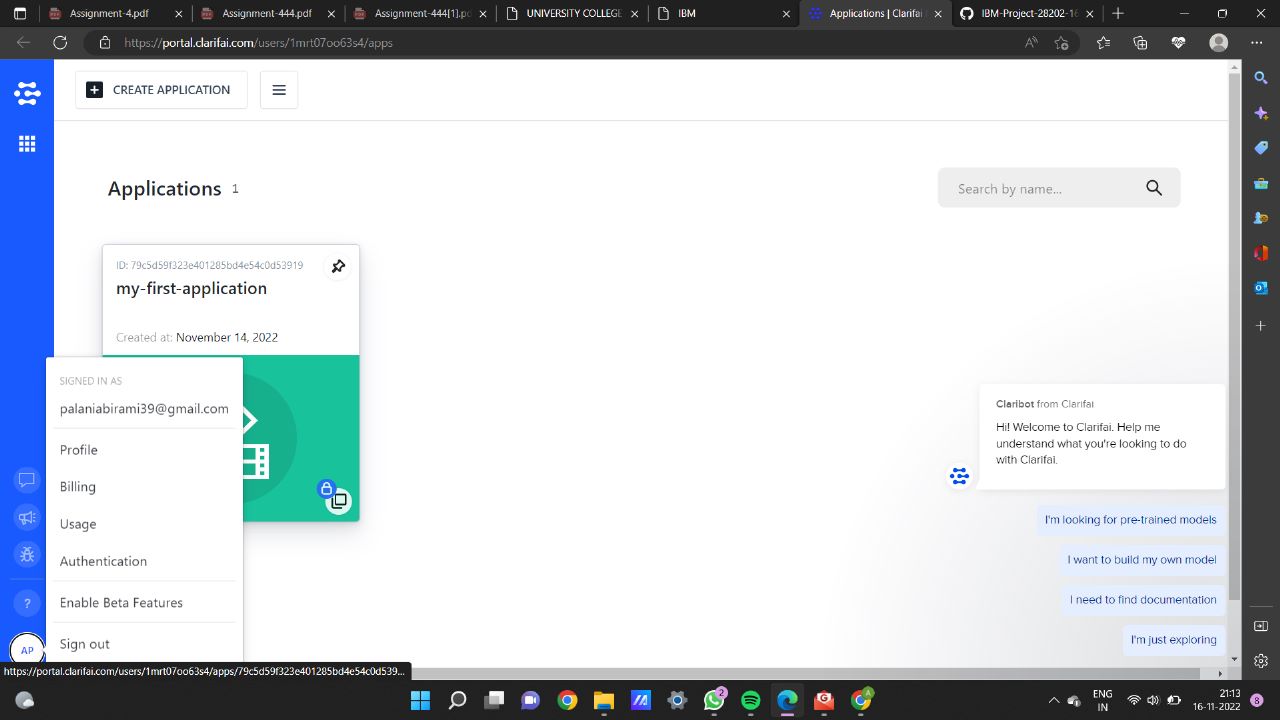 Assignment-4.pdf
Assignment-444.pdf
Assignment-444[1].pdf
UNIVERSITY COLLEGE
IBM
Applications | Clarifai
IBM-Project-28202-16
https://portal.clarifai.com/users/1mrt07oo63s4/apps
CREATE APPLICATION
Applications 1
Search by name...
ID: 79c5d59f323e401285bd4e54c0d53919
my-first-application
Created at: November 14, 2022
SIGNED IN AS
palaniabirami39@gmail.com
Profile
Billing
Usage
Authentication
Enable Beta Features
Sign out
AP
?
Claribot from Clarifai
Hi! Welcome to Clarifai. Help me
understand what you're looking to do
with Clarifai.
I'm looking for pre-trained models
I want to build my own model
I need to find documentation
I'm just exploring
https://portal.clarifai.com/users/1mrt07oo63s4/apps/79c5d59f323e401285bd4e54c0d539...
2
A
ENG
IN
21:13
16-11-2022
8